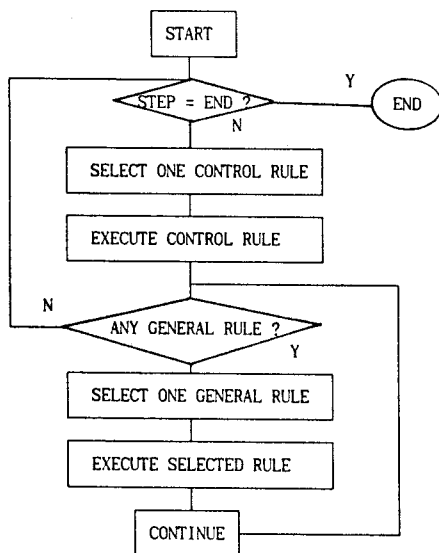 START
STEP = END ?
Y
END
N
SELECT ONE CONTROL RULE
EXECUTE CONTROL RULE
N
ANY GENERAL RULE ?
Y
SELECT ONE GENERAL RULE
EXECUTE SELECTED RULE
CONTINUE